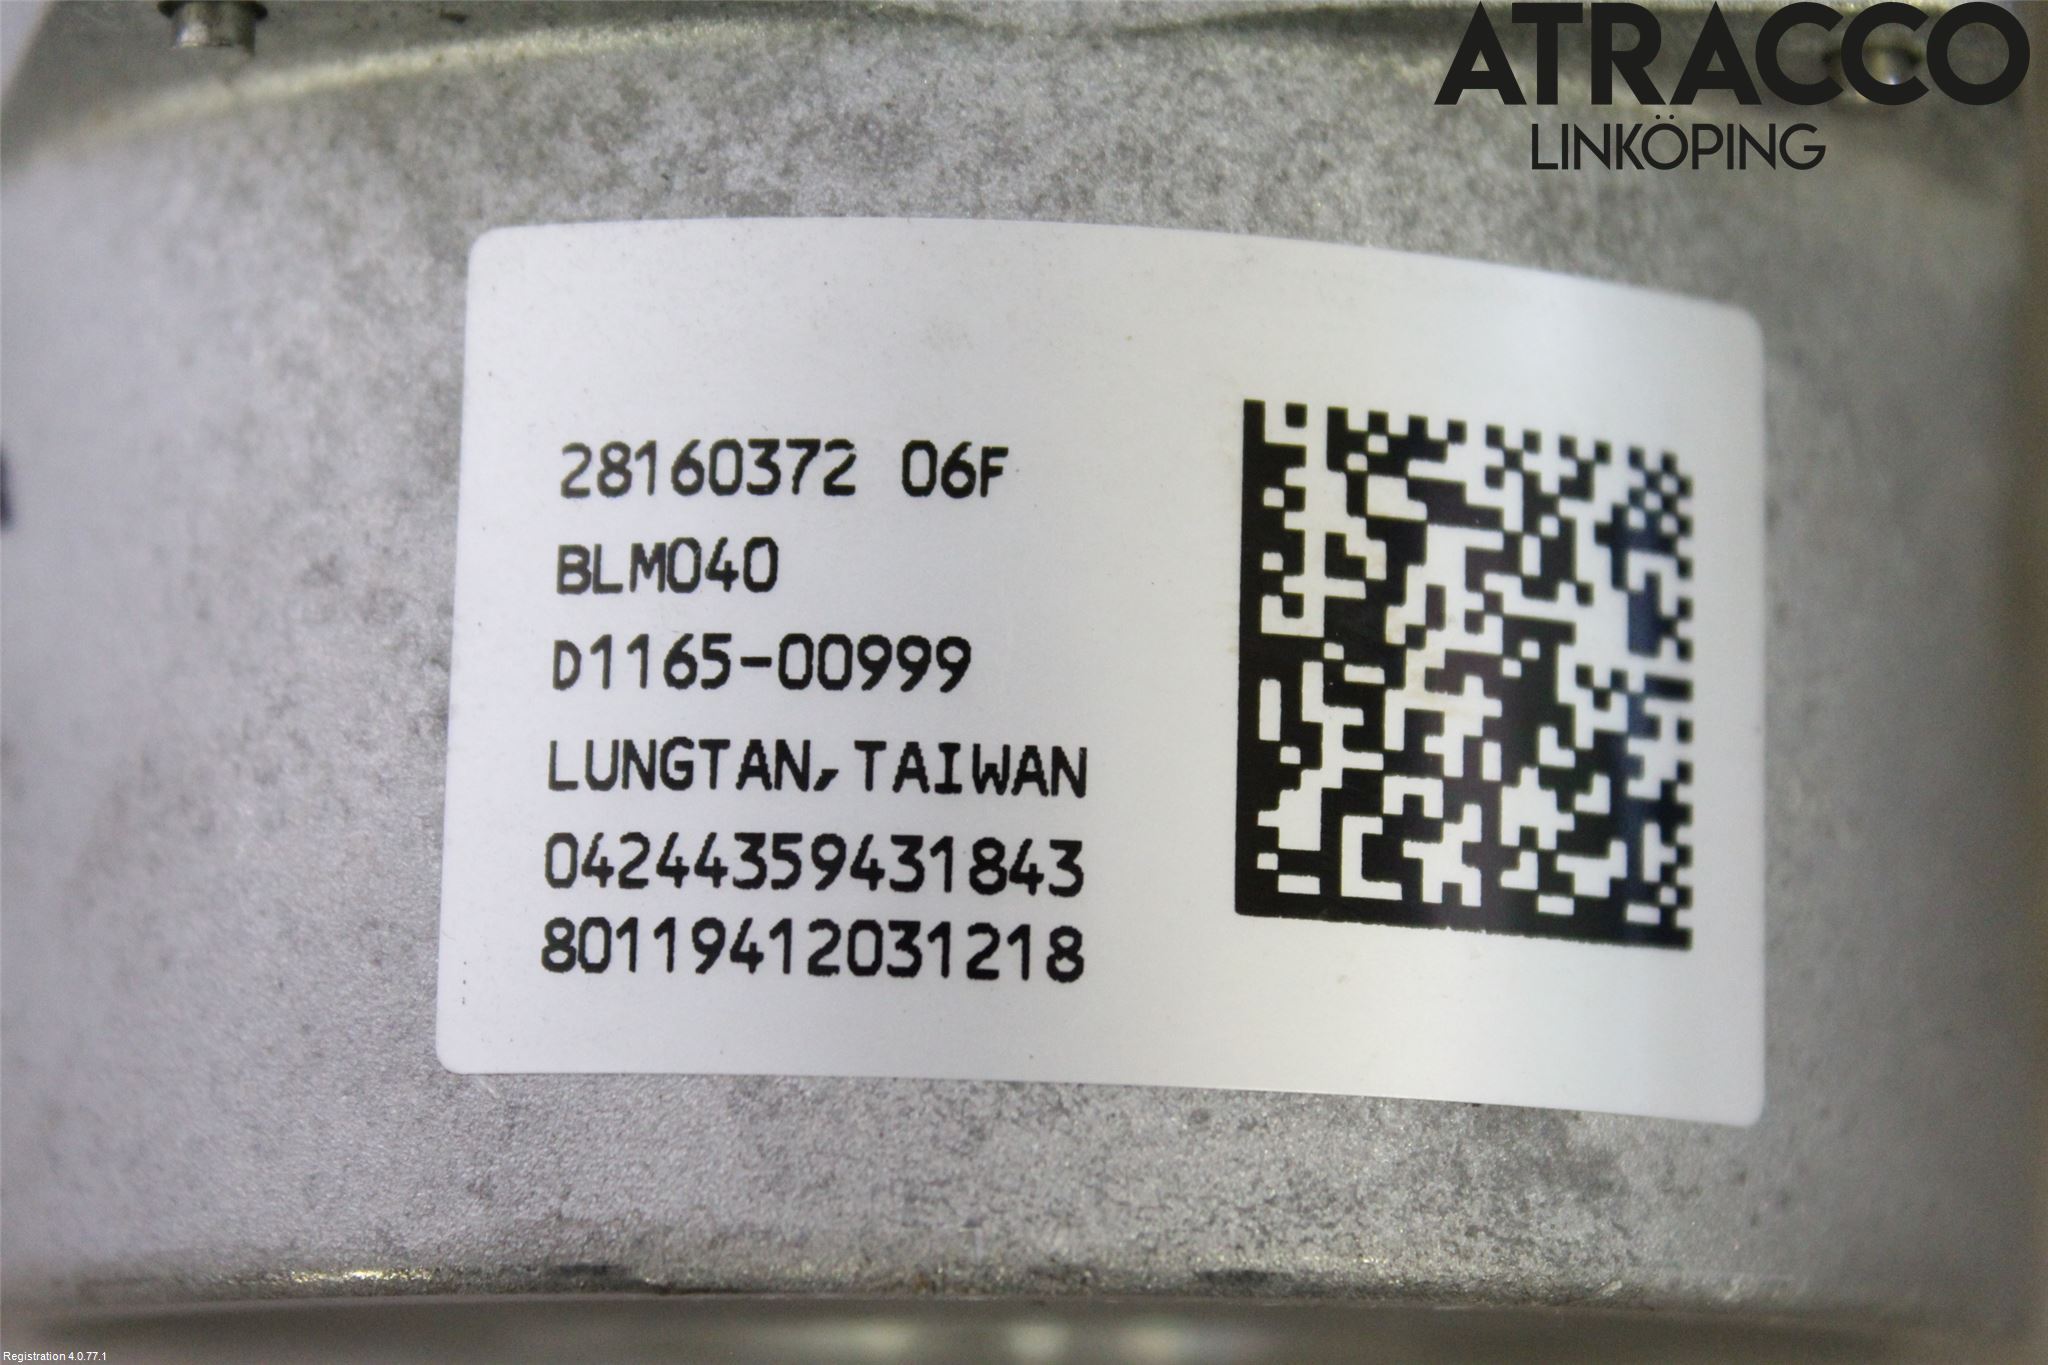 ATRACCO
LINKÖPING
28160372 06F
BLM040
D1165-00999
LUNGTAN, TAIWAN
04244359431843
80119412031218
Registration 4.0.77.1